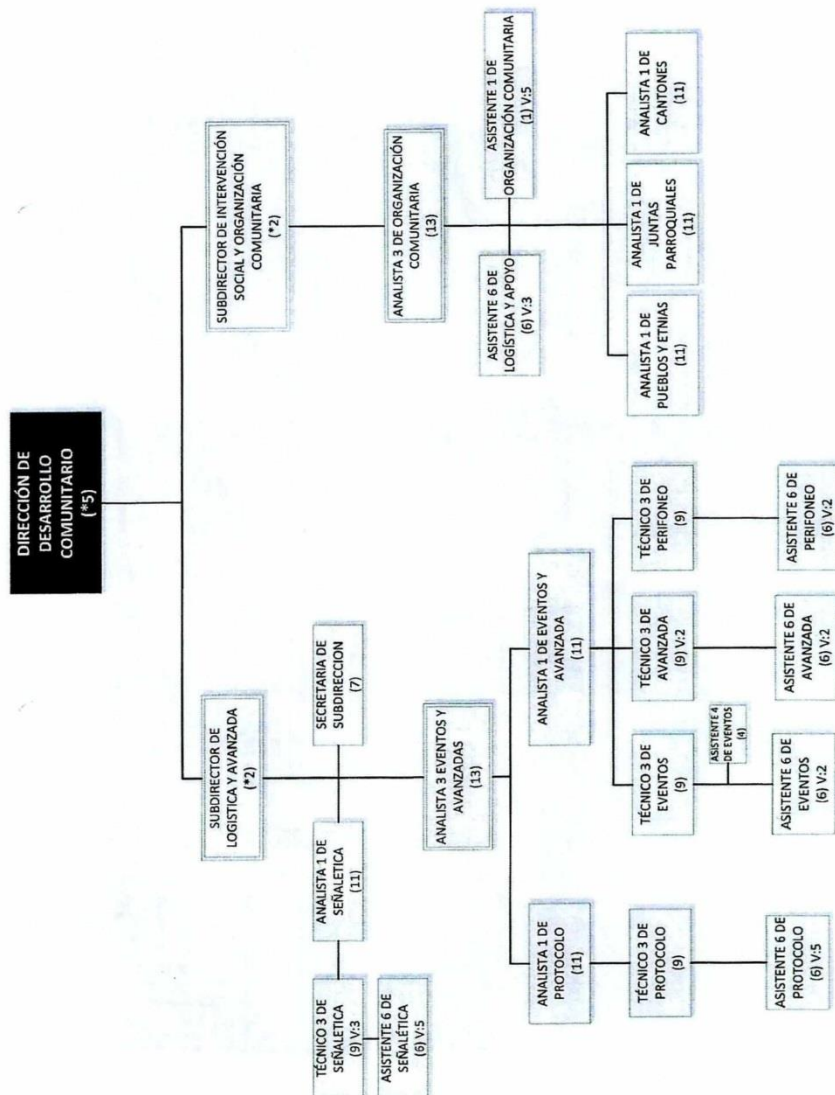 DIRECCIÓN DE
DESARROLLO
COMUNITARIO
(*5)
SUBDIRECTOR DE
LOGISTICA Y AVANZADA
(*2)
SUBDIRECTOR DE INTERVENCIÓN
SOCIAL Y ORGANIZACIÓN
COMUNITARIA
(*2)
TÉCNICO 3 DE
SEÑALETICA
(9) V:3
ANALISTA 1 DE
SEÑALETICA
(11)
SECRETARIA DE
SUBDIRECCION
(7)
ASISTENTE 6 DE
SEÑALÉTICA
(6) V:5
ANALISTA 3 EVENTOS Y
AVANZADAS
(13)
ANALISTA 1 DE
PROTOCOLO
(11)
ANALISTA 1 DE EVENTOS Y
AVANZADA
(11)
TÉCNICO 3 DE
PROTOCOLO
(9)
TÉCNICO 3 DE
EVENTOS
(9)
TÉCNICO 3 DE
AVANZADA
(9) V:2
TÉCNICO 3 DE
PERIFONEO
(9)
ASISTENTE 4
DE EVENTOS
(4)
ASISTENTE 6 DE
PROTOCOLO
(6) V:5
ASISTENTE 6 DE
EVENTOS
(6) V:2
ASISTENTE 6 DE
AVANZADA
(6) V:2
ASISTENTE 6 DE
PERIFONEO
(6) V:2
ANALISTA 3 DE ORGANIZACIÓN
COMUNITARIA
(13)
ASISTENTE 6 DE
LOGÍSTICA Y APOYO
(6) V:3
ASISTENTE 1 DE
ORGANIZACIÓN COMUNITARIA
(1) V:5
ANALISTA 1 DE
PUEBLOS Y ETNIAS
(11)
ANALISTA 1 DE
JUNTAS
PARROQUIALES
(11)
ANALISTA 1 DE
CANTONES
(11)